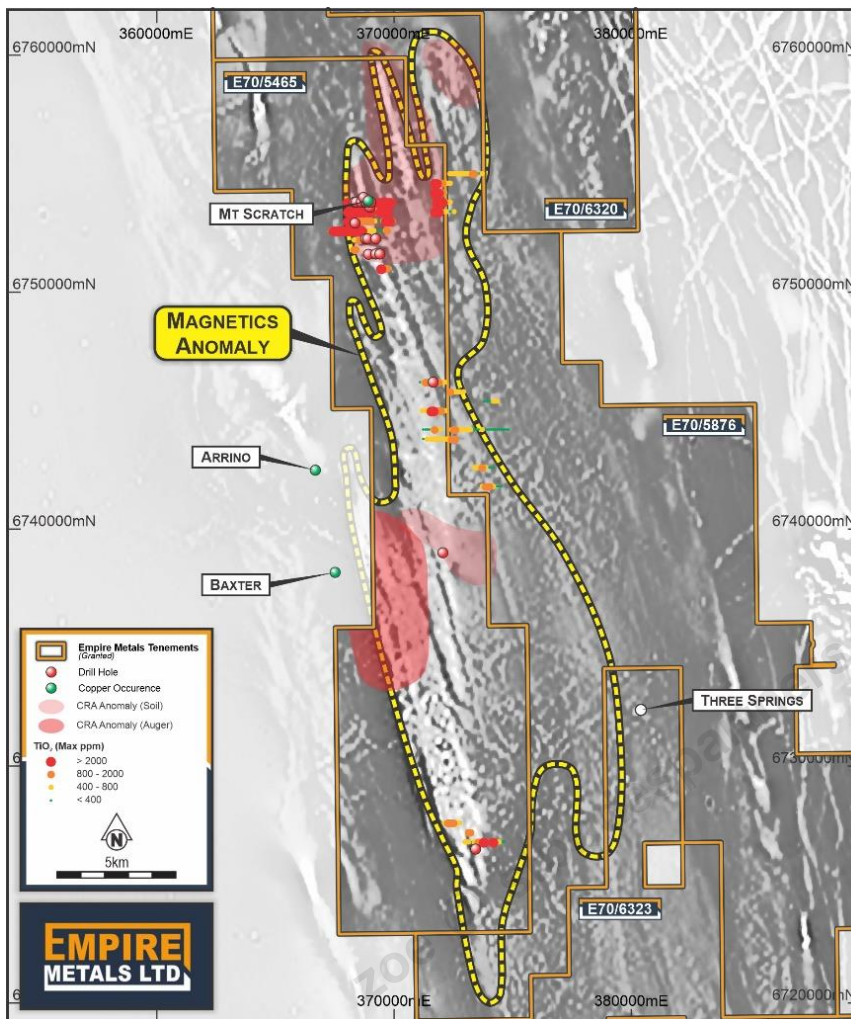 360000mE
370000mE
380000mE
6760000mN
6760000mN
E70/5465
MT SCRATCH
E70/6320
6750000mN
6750000mN
MAGNETICS
ANOMALY
E70/5876
ARRINO
6740000mN
6740000mN
BAXTER
Empire Metals Tenements
(Granted)
Drill Hole
Copper Occurence
CRA Anomaly (Soil)
CRA Anomaly (Auger)
TiO₂ (Max ppm)
> 2000
800 - 2000
400 - 800
< 400
N
5km
THREE SPRINGS
6730000mN
E70/6323
EMPIRE
METALS LTD
6720000mN
370000mE
380000mE